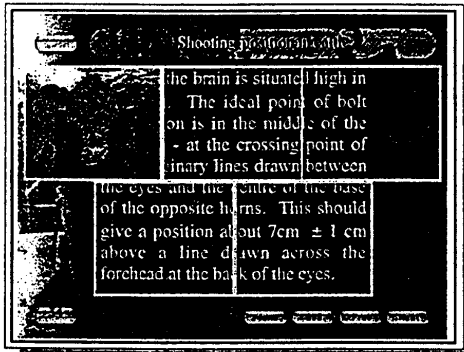 Shooting position in cattle
the brain is situated high in
The ideal point of bolt
on is in the middle of the
- at the crossing point of
inary lines drawn between
the eyes and the centre of the base
of the opposite horns. This should
give a position about 7cm ± 1 cm
above a line drawn across the
forehead at the back of the eyes.